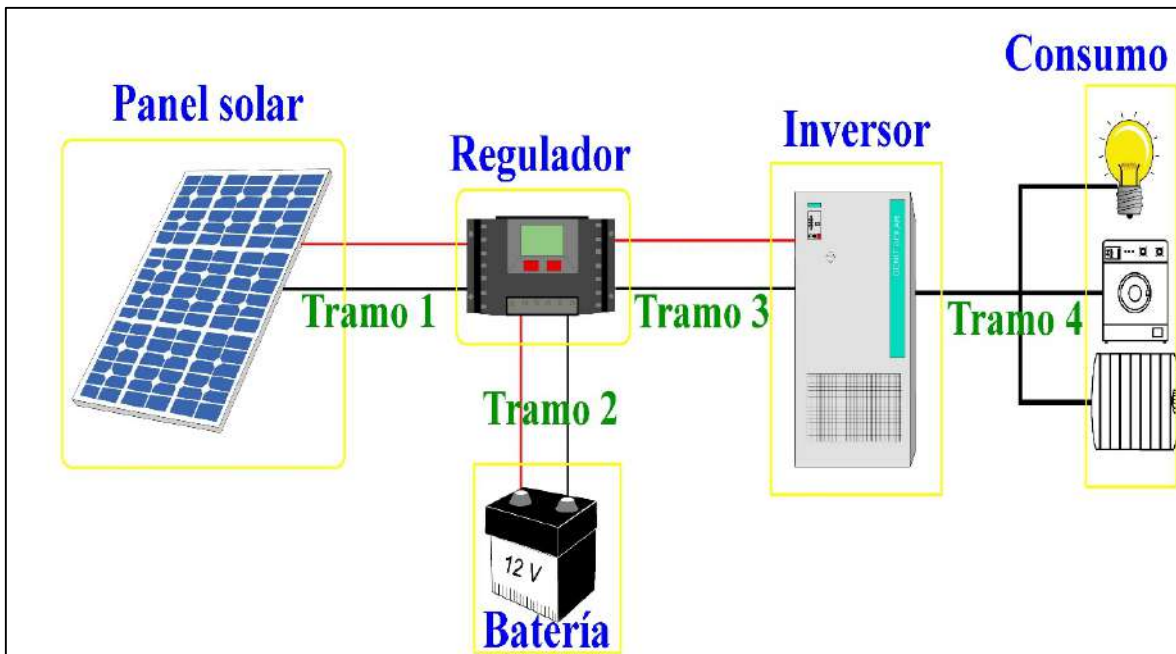 Consumo
Panel solar
Inversor
Regulador
Tramo 1
Tramo 3
Tramo 4
Tramo 2
12 V
Batería